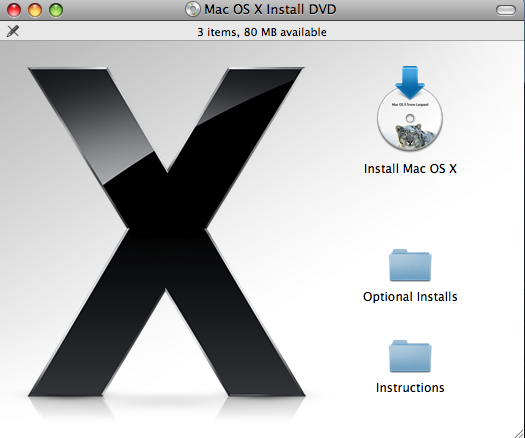 Mac OS X Install DVD
3 items, 80 MB available
X
Mac OS X Snow Leopard
Install Mac OS X
Optional Installs
Instructions